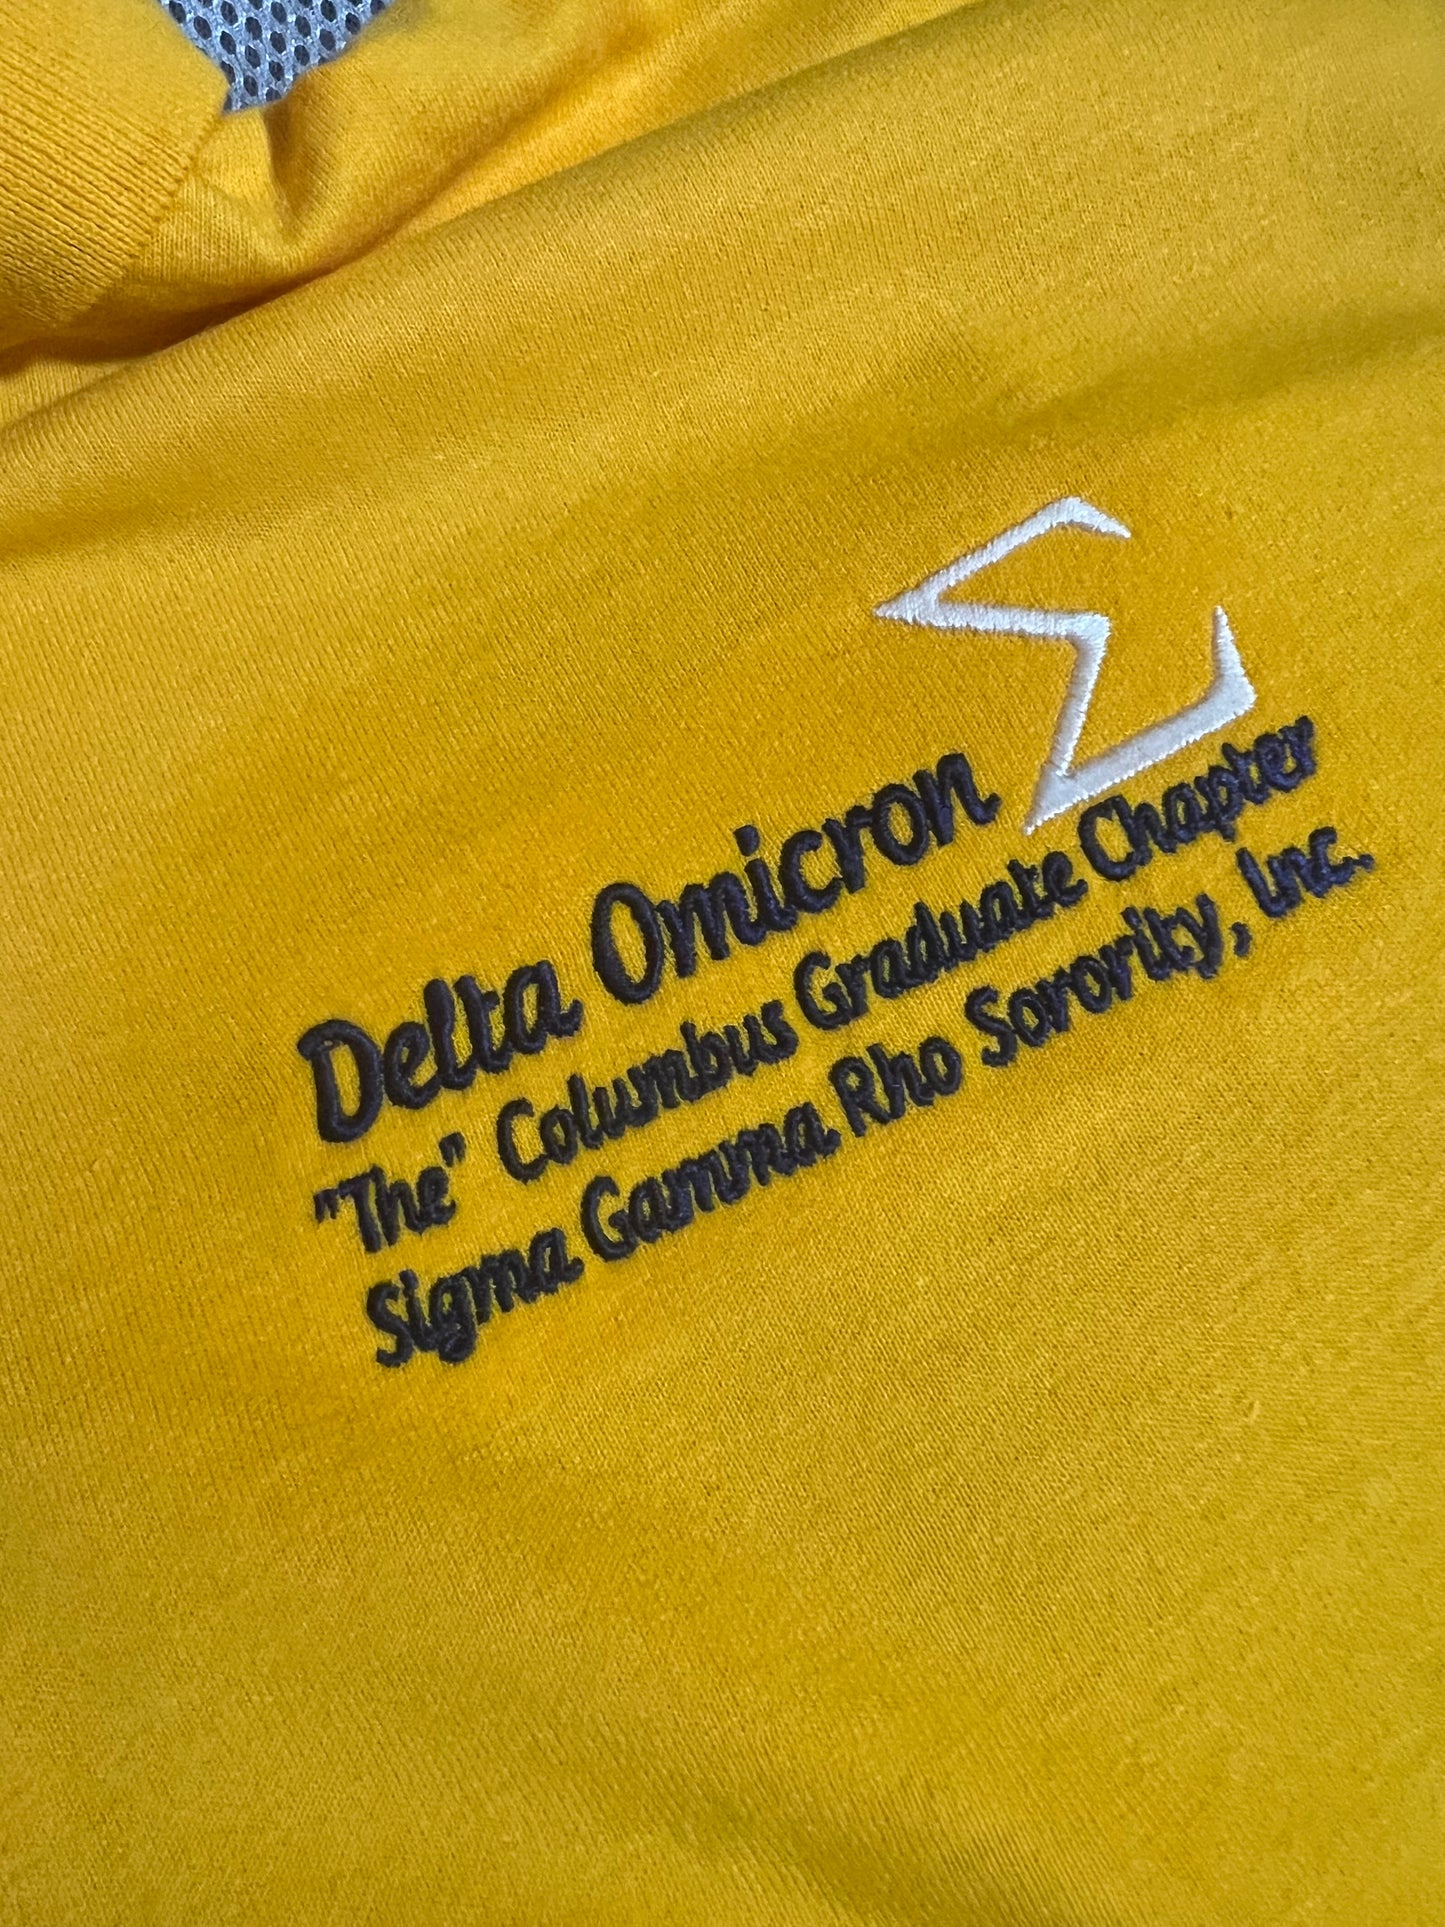 Σ
Delta Omicron
"The" Columbus Graduate Chapter
Sigma Gamma Rho Sorority, Inc.